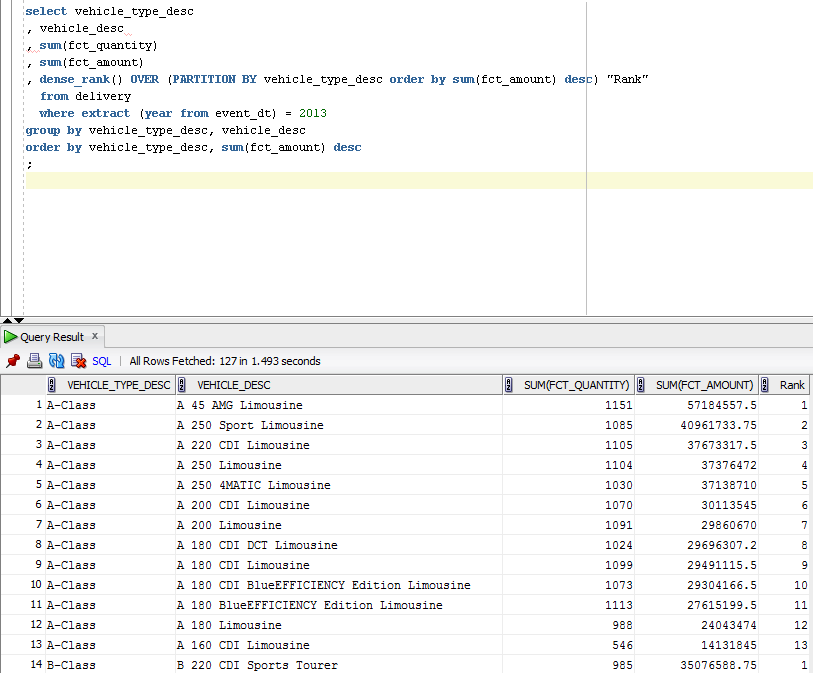 select vehicle_type_desc
, vehicle_desc
, sum(fct_quantity)
, sum(fct_amount)
, dense_rank() OVER (PARTITION BY vehicle_type_desc order by sum(fct_amount) desc) "Rank"
from delivery
where extract (year from event_dt) = 2013
group by vehicle_type_desc, vehicle_desc
order by vehicle_type_desc, sum(fct_amount) desc
;
Query Result x
SQL | All Rows Fetched: 127 in 1.493 seconds
VEHICLE_TYPE_DESC VEHICLE_DESC SUM(FCT_QUANTITY) SUM(FCT_AMOUNT) Rank
1 A-Class A 45 AMG Limousine 1151 57184557.5 1
2 A-Class A 250 Sport Limousine 1085 40961733.75 2
3 A-Class A 220 CDI Limousine 1105 37673317.5 3
4 A-Class A 250 Limousine 1104 37376472 4
5 A-Class A 250 4MATIC Limousine 1030 37138710 5
6 A-Class A 200 CDI Limousine 1070 30113545 6
7 A-Class A 200 Limousine 1091 29860670 7
8 A-Class A 180 CDI DCT Limousine 1024 29696307.2 8
9 A-Class A 180 CDI Limousine 1099 29491115.5 9
10 A-Class A 180 CDI BlueEFFICIENCY Edition Limousine 1073 29304166.5 10
11 A-Class A 180 BlueEFFICIENCY Edition Limousine 1113 27615199.5 11
12 A-Class A 180 Limousine 988 24043474 12
13 A-Class A 160 CDI Limousine 546 14131845 13
14 B-Class B 220 CDI Sports Tourer 985 35076588.75 1